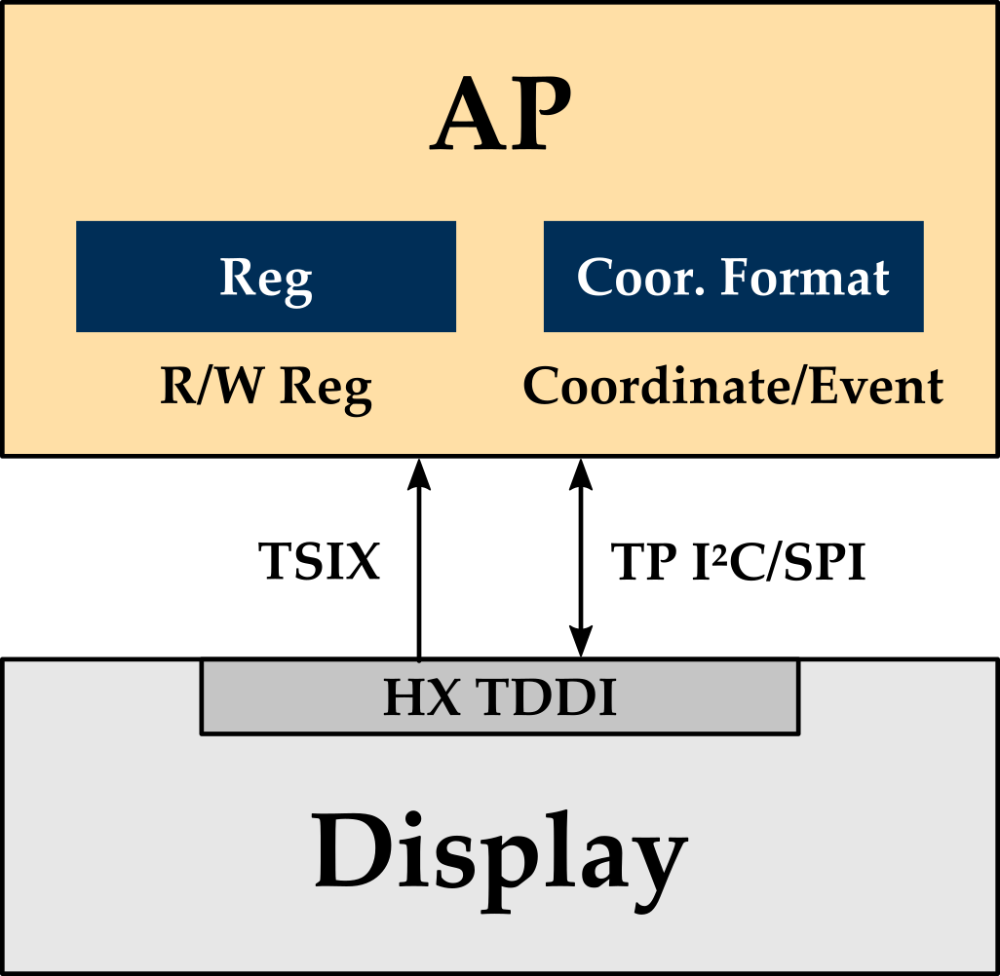 AP
Reg
Coor. Format
R/W Reg
Coordinate/Event
TSIX
TP I²C/SPI
HX TDDI
Display